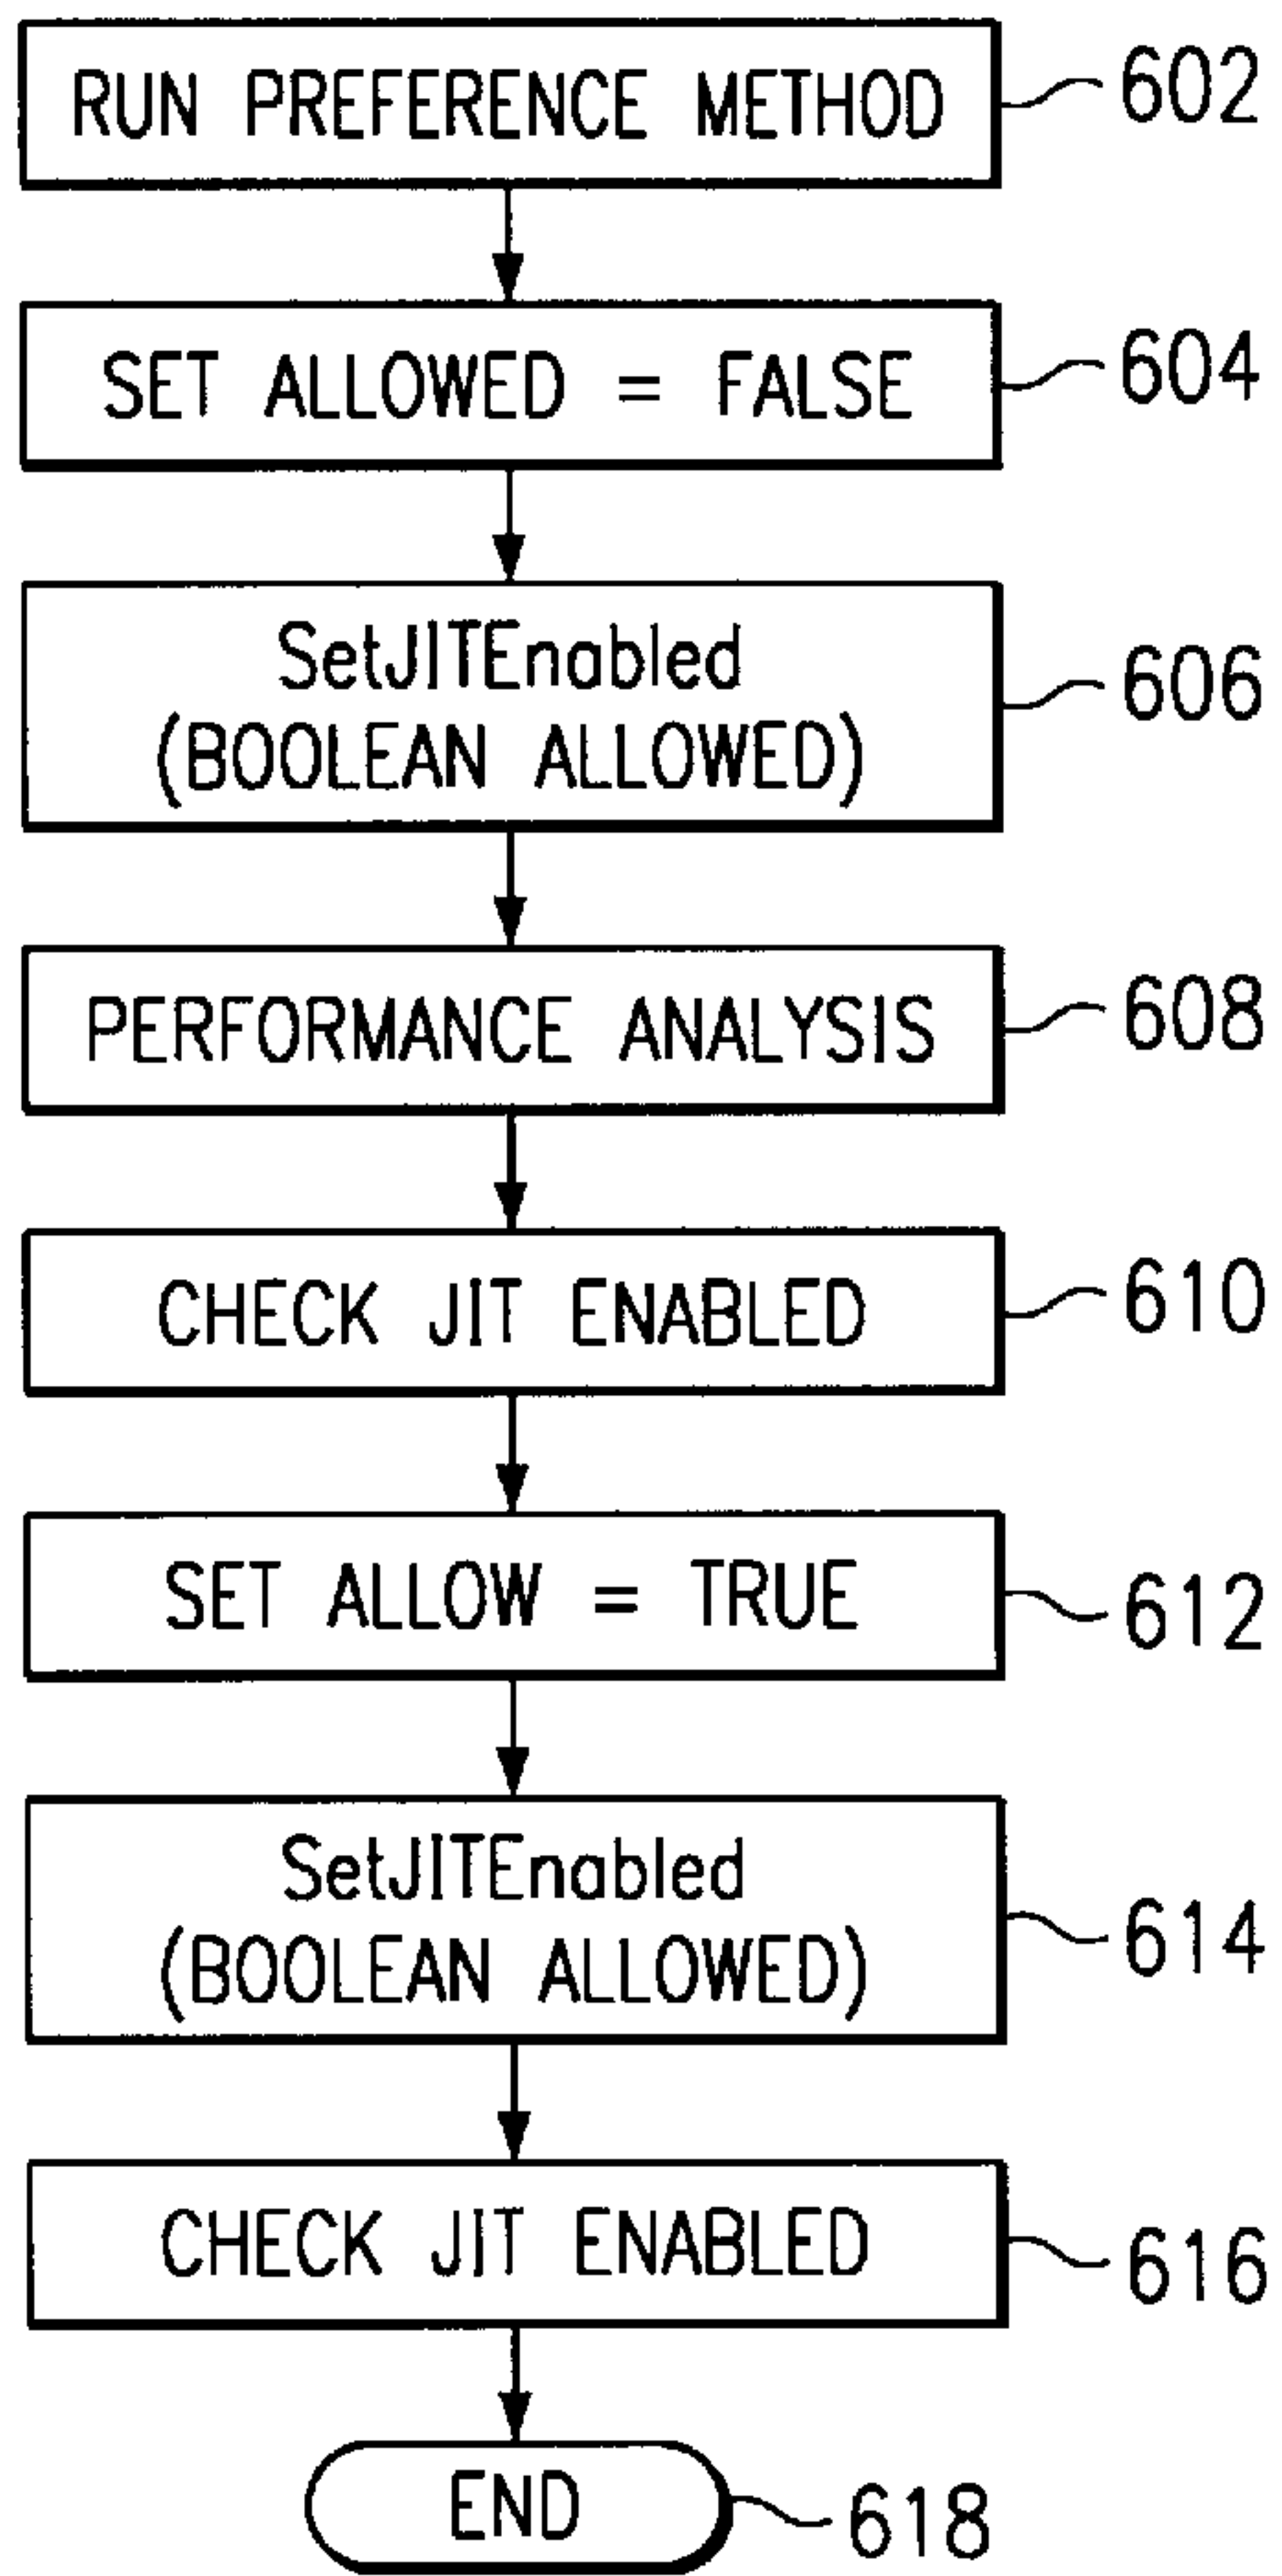 RUN PREFERENCE METHOD 602
SET ALLOWED = FALSE 604
SetJITEnabled
(BOOLEAN ALLOWED) 606
PERFORMANCE ANALYSIS 608
CHECK JIT ENABLED 610
SET ALLOW = TRUE 612
SetJITEnabled
(BOOLEAN ALLOWED) 614
CHECK JIT ENABLED 616
END 618